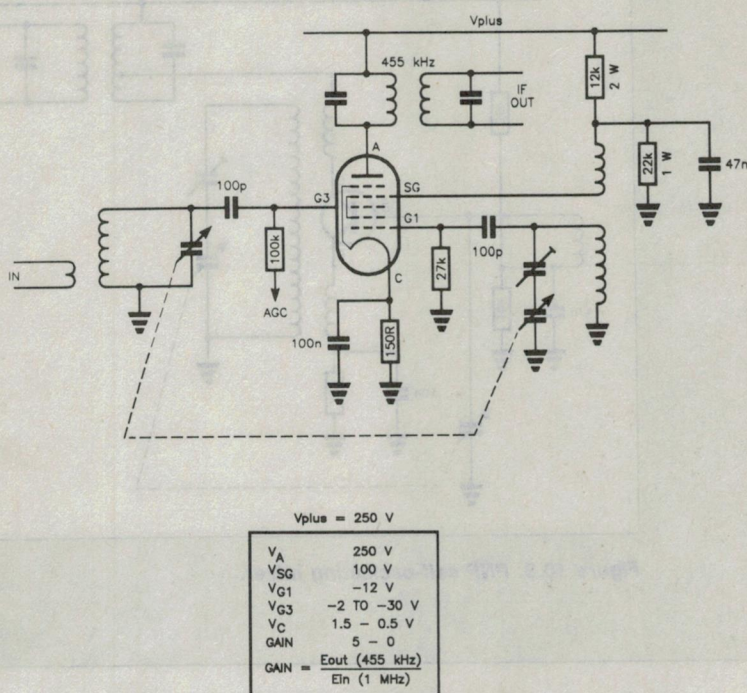 Vplus
455 kHz
12k
2 W
IF
OUT
A
22k
1 W
47n
SG
100p
G3
G1
100p
100k
27k
IN
C
AGC
100n
150R
Vplus = 250 V
VA 250 V
VSG 100 V
VG1 -12 V
VG3 -2 TO -30 V
VC 1.5 - 0.5 V
GAIN 5 - 0
GAIN = Eout (455 kHz)
Ein (1 MHz)